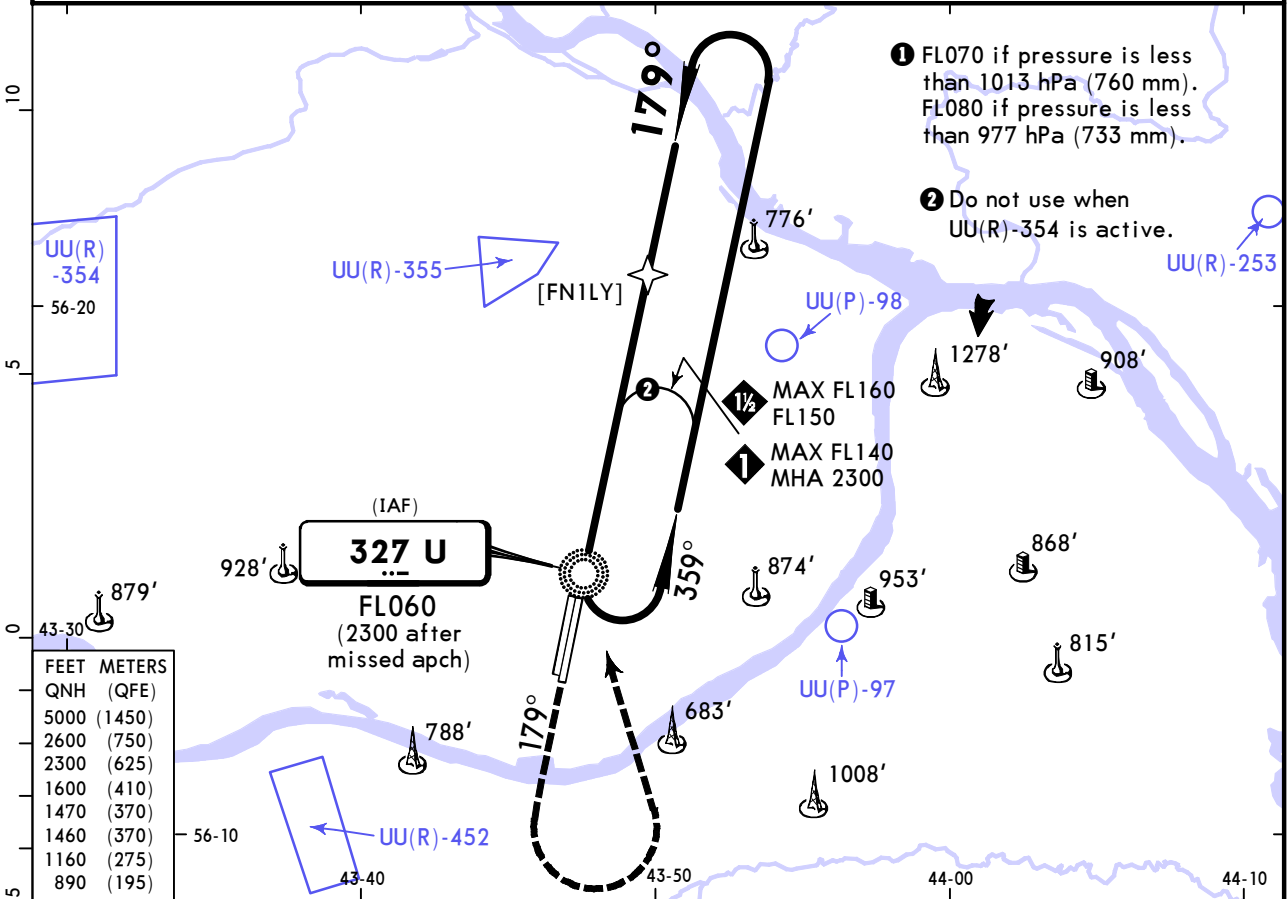 ❶ FL070 if pressure is less
than 1013 hPa (760 mm).
FL080 if pressure is less
than 977 hPa (733 mm).
❷ Do not use when
UU(R)-354 is active.
179°
10
776'
UU(R)
-354
56-20
UU(R)-355
[FN1LY]
UU(R)-253
UU(P)-98
1278'
908'
5
2
1½ MAX FL160
FL150
1 MAX FL140
MHA 2300
(IAF)
327 U
FL060
(2300 after
missed apch)
928'
879'
359°
874'
953'
868'
815'
0
43-30
UU(P)-97
FEET METERS
QNH (QFE)
5000 (1450)
2600 (750)
2300 (625)
1600 (410)
1470 (370)
1460 (370)
1160 (275)
890 (195)
179°
788'
683'
1008'
56-10
UU(R)-452
5
43-40
43-50
44-00
44-10